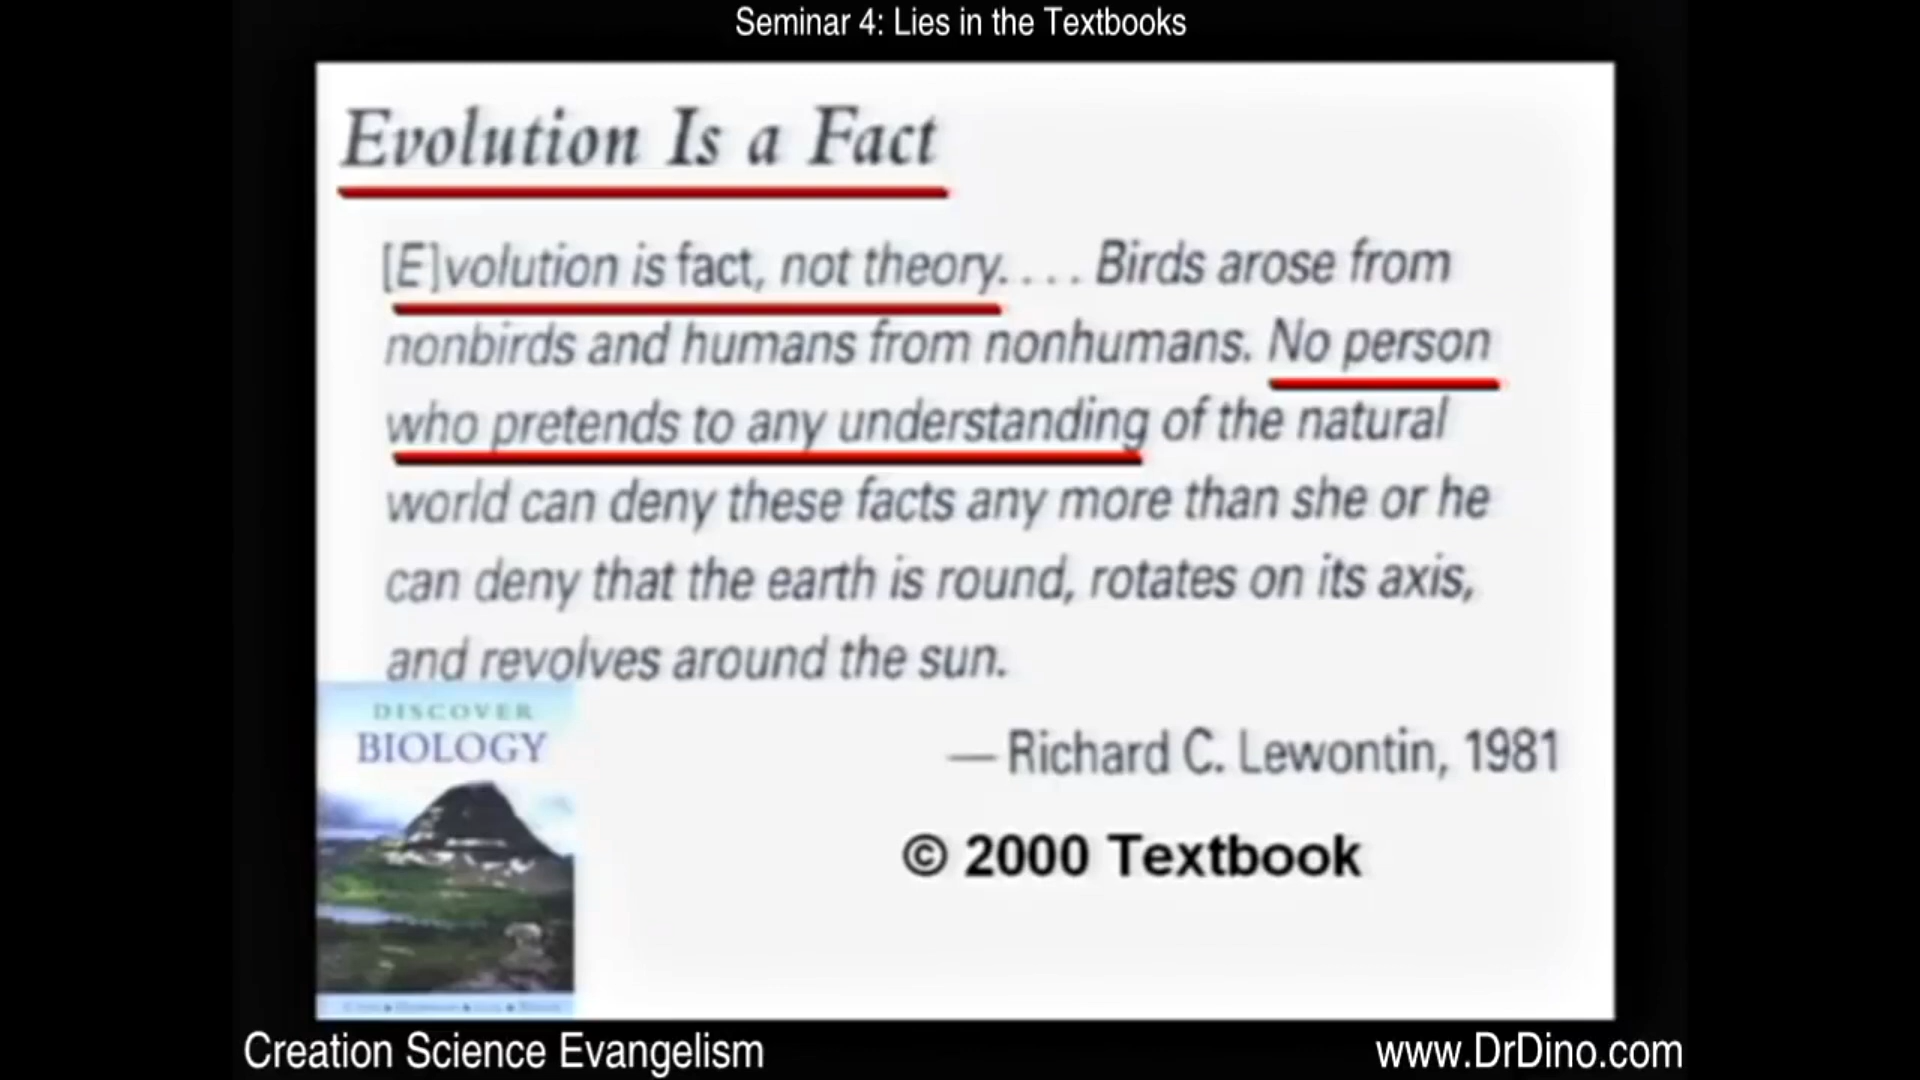 Seminar 4: Lies in the Textbooks
Evolution Is a Fact
[E]volution is fact, not theory. . . . Birds arose from
nonbirds and humans from nonhumans. No person
who pretends to any understanding of the natural
world can deny these facts any more than she or he
can deny that the earth is round, rotates on its axis,
and revolves around the sun.
— Richard C. Lewontin, 1981
DISCOVER
BIOLOGY
© 2000 Textbook
Creation Science Evangelism
www.DrDino.com